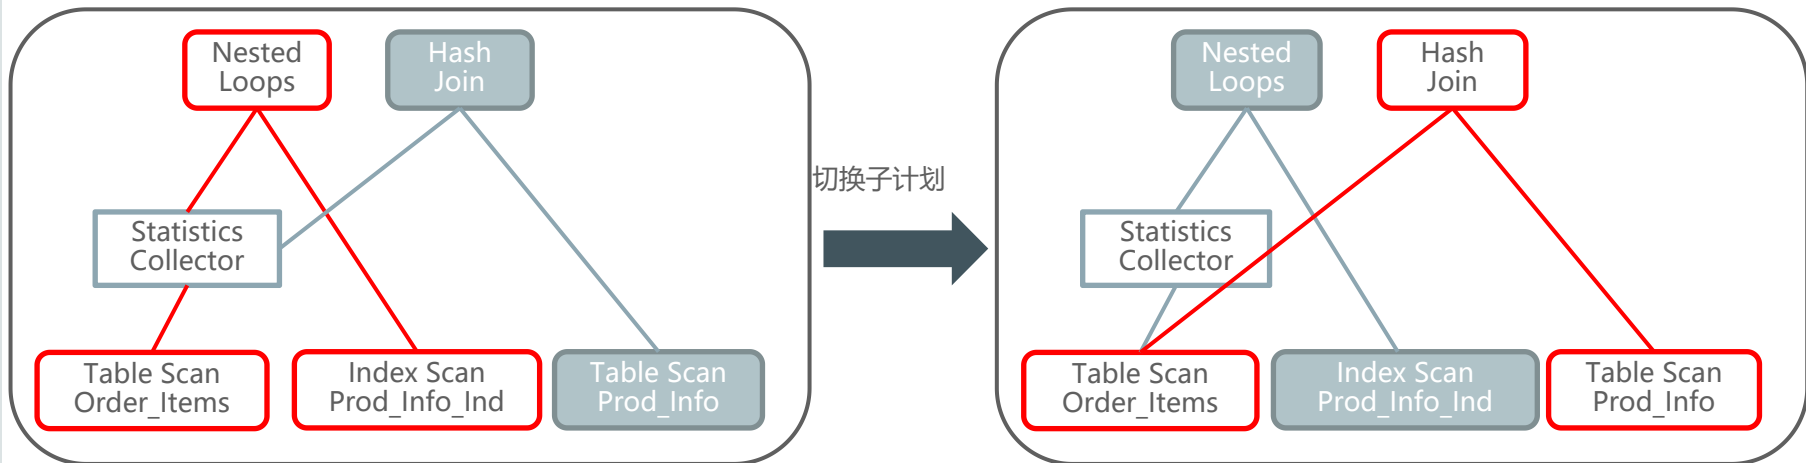 Nested
Loops
Hash
Join
Statistics
Collector
Table Scan
Order_Items
Index Scan
Prod_Info_Ind
Table Scan
Prod_Info
切换子计划
Nested
Loops
Hash
Join
Statistics
Collector
Table Scan
Order_Items
Index Scan
Prod_Info_Ind
Table Scan
Prod_Info